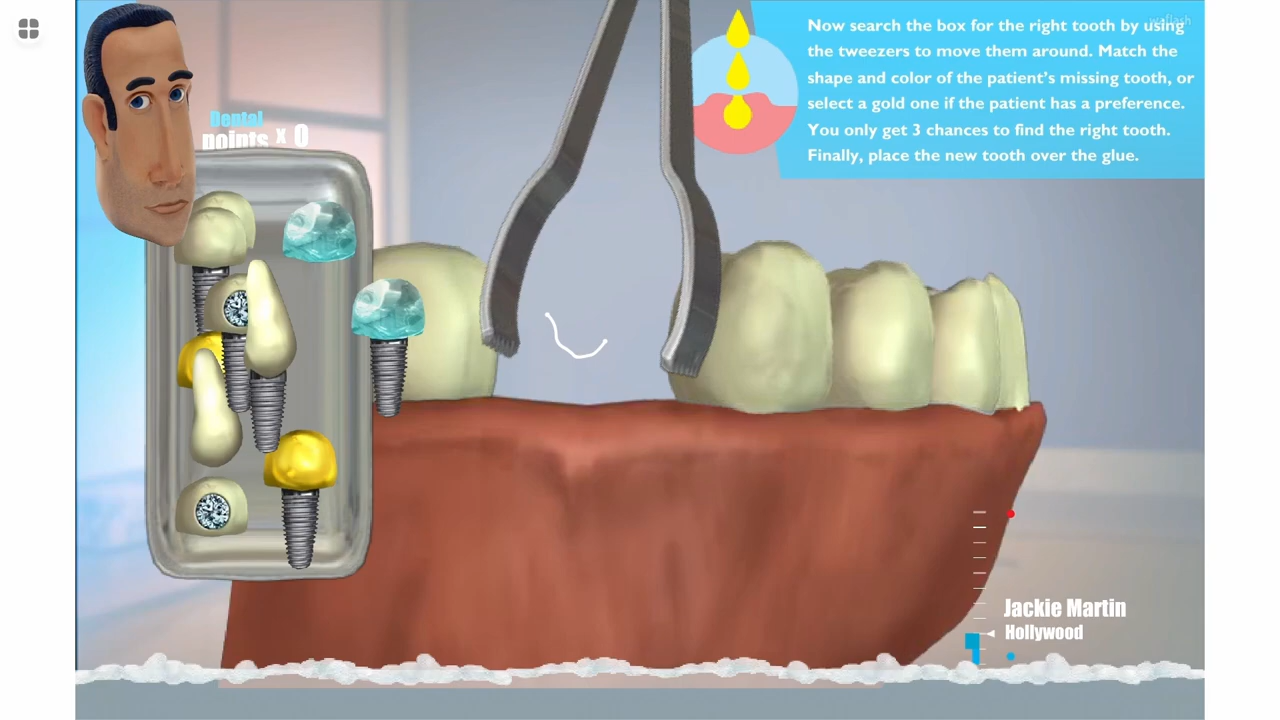 waflash
Now search the box for the right tooth by using
the tweezers to move them around. Match the
shape and color of the patient's missing tooth, or
select a gold one if the patient has a preference.
You only get 3 chances to find the right tooth.
Finally, place the new tooth over the glue.
Dental
points x 0
Jackie Martin
Hollywood